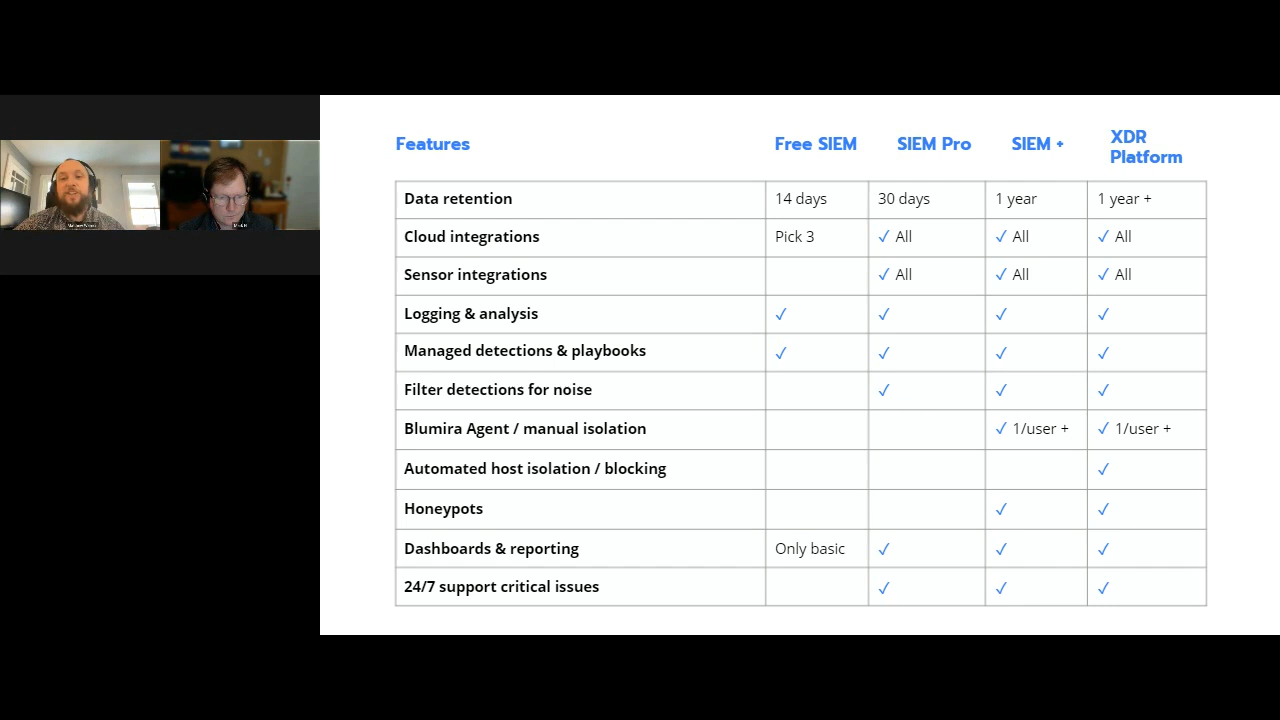 Features Free SIEM SIEM Pro SIEM + XDR Platform
Data retention 14 days 30 days 1 year 1 year +
Cloud integrations Pick 3 ✓ All ✓ All ✓ All
Sensor integrations ✓ All ✓ All ✓ All
Logging & analysis ✓ ✓ ✓ ✓
Managed detections & playbooks ✓ ✓ ✓ ✓
Filter detections for noise ✓ ✓ ✓
Blumira Agent / manual isolation ✓ 1/user + ✓ 1/user +
Automated host isolation / blocking ✓
Honeypots ✓ ✓
Dashboards & reporting Only basic ✓ ✓ ✓
24/7 support critical issues ✓ ✓ ✓